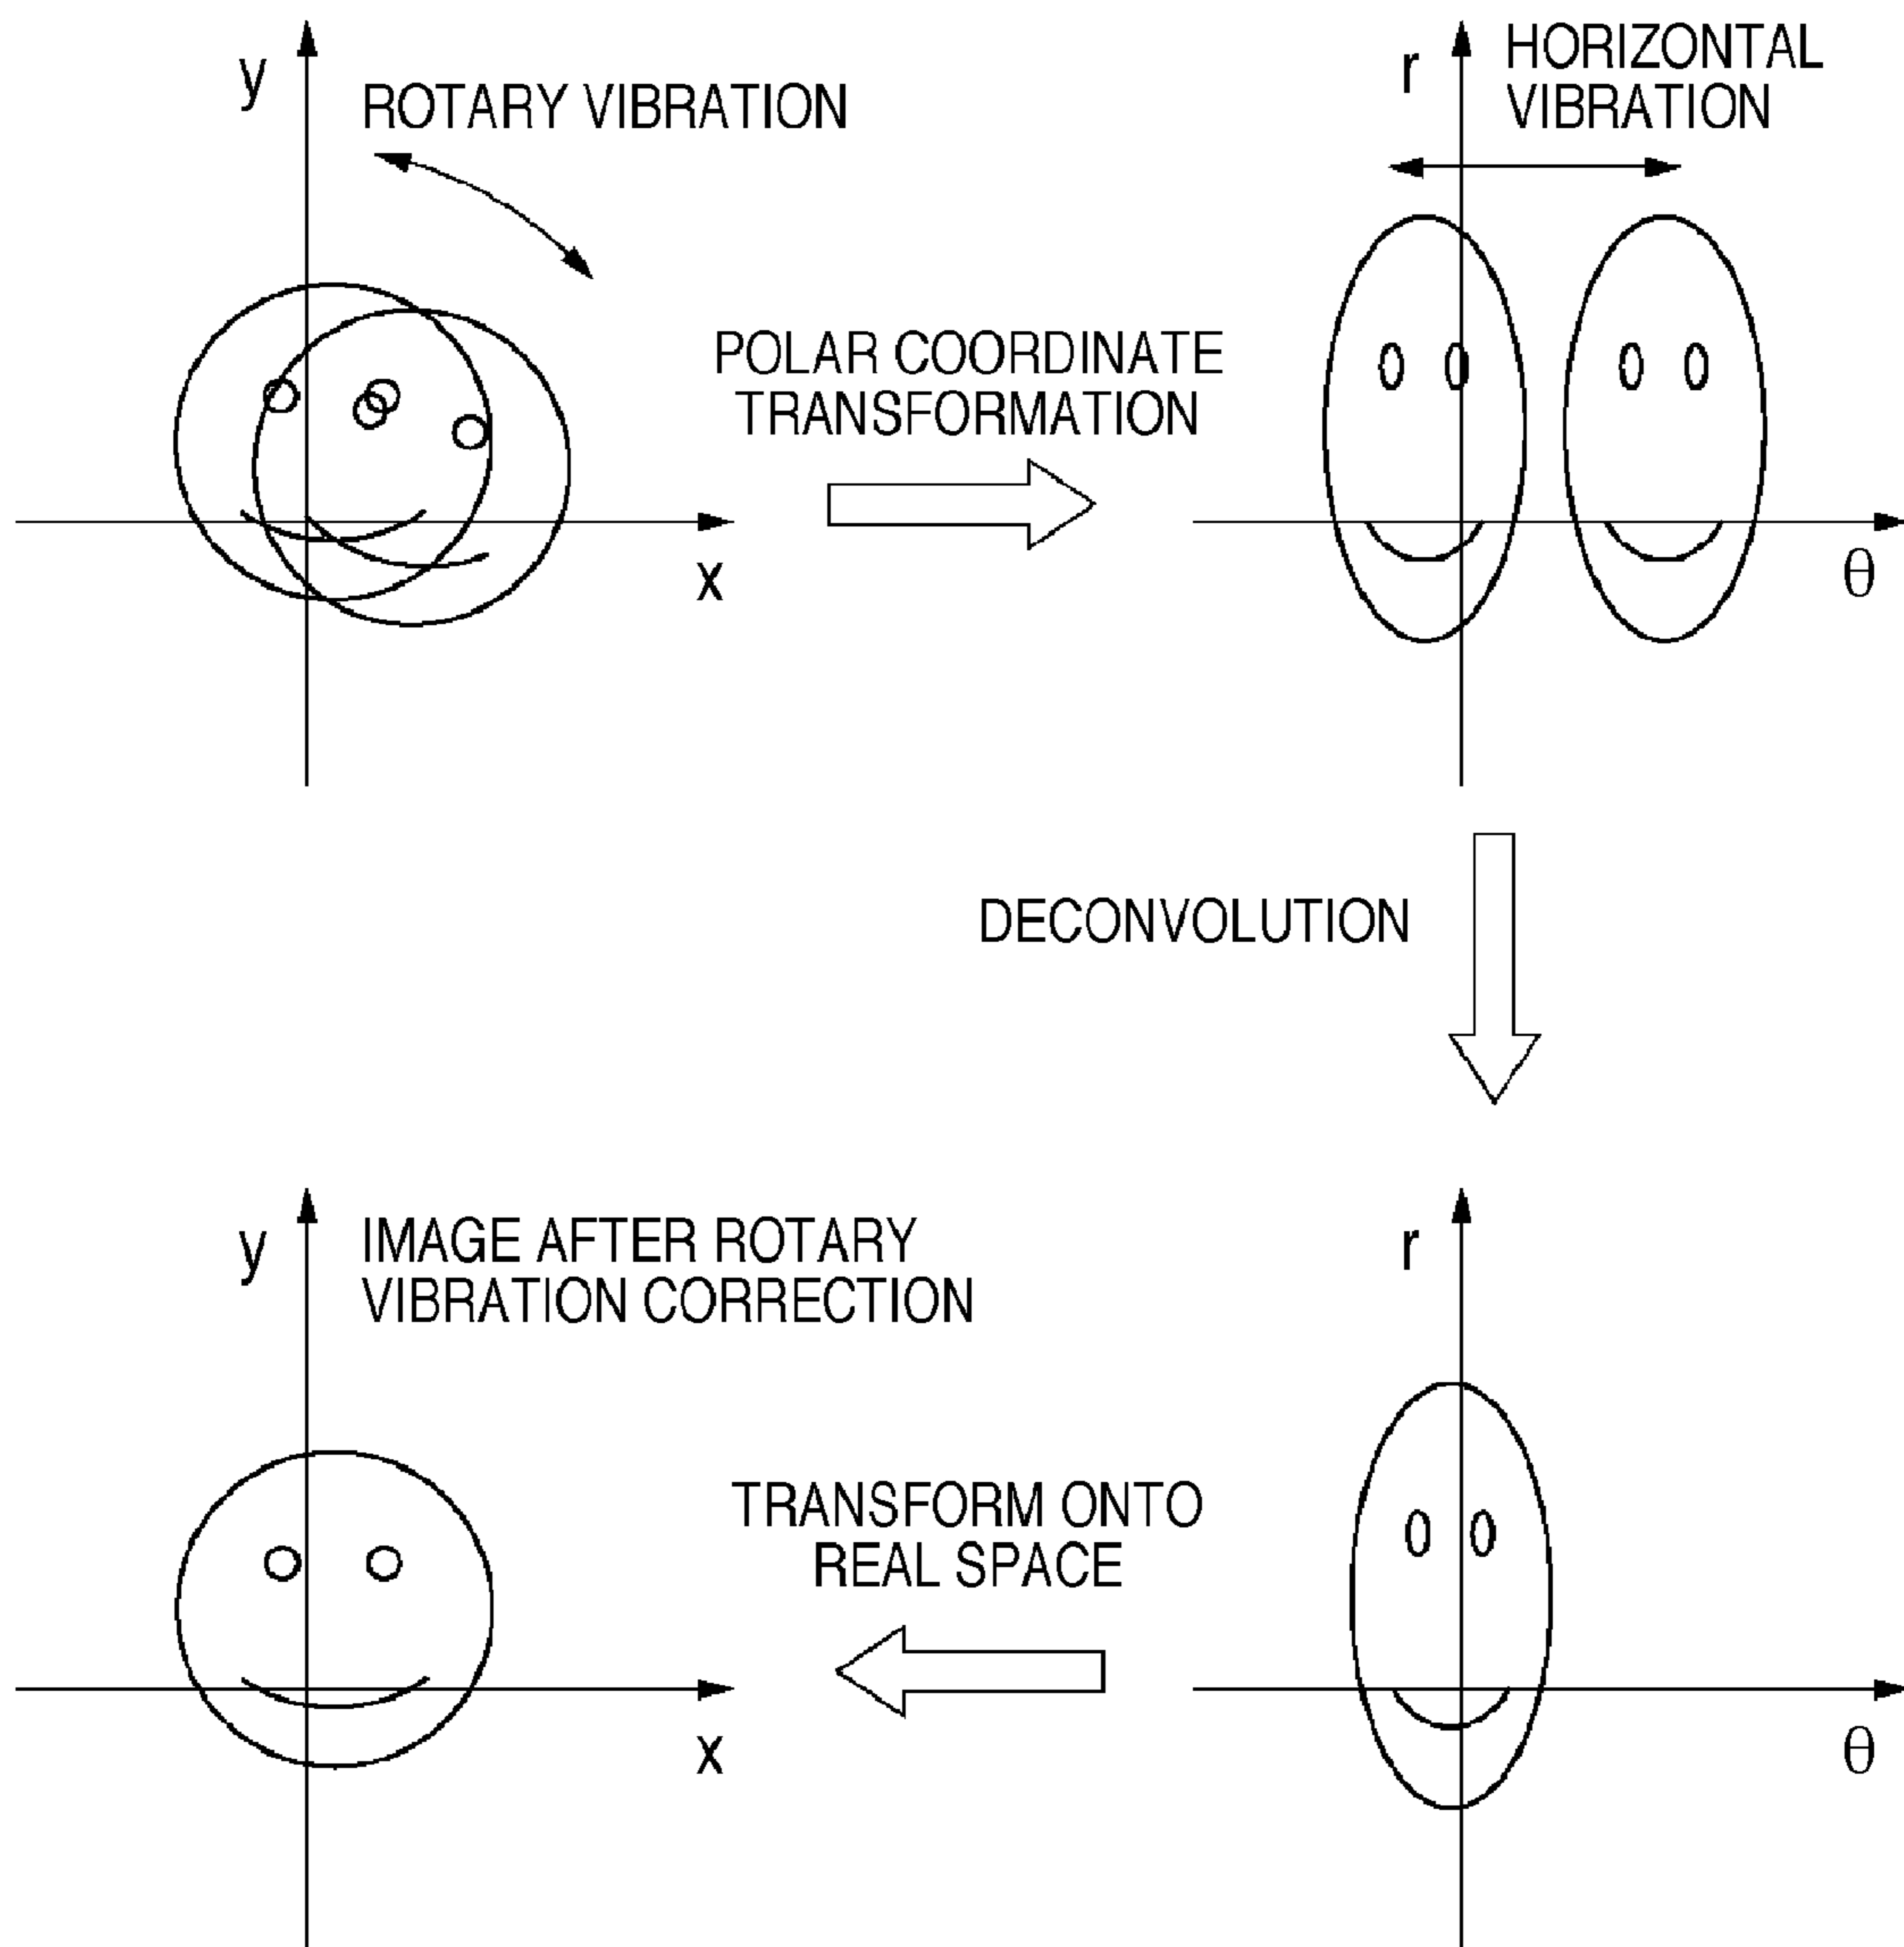 y
ROTARY VIBRATION
x
POLAR COORDINATE
TRANSFORMATION
r
HORIZONTAL
VIBRATION
θ
DECONVOLUTION
y
IMAGE AFTER ROTARY
VIBRATION CORRECTION
x
TRANSFORM ONTO
REAL SPACE
r
θ